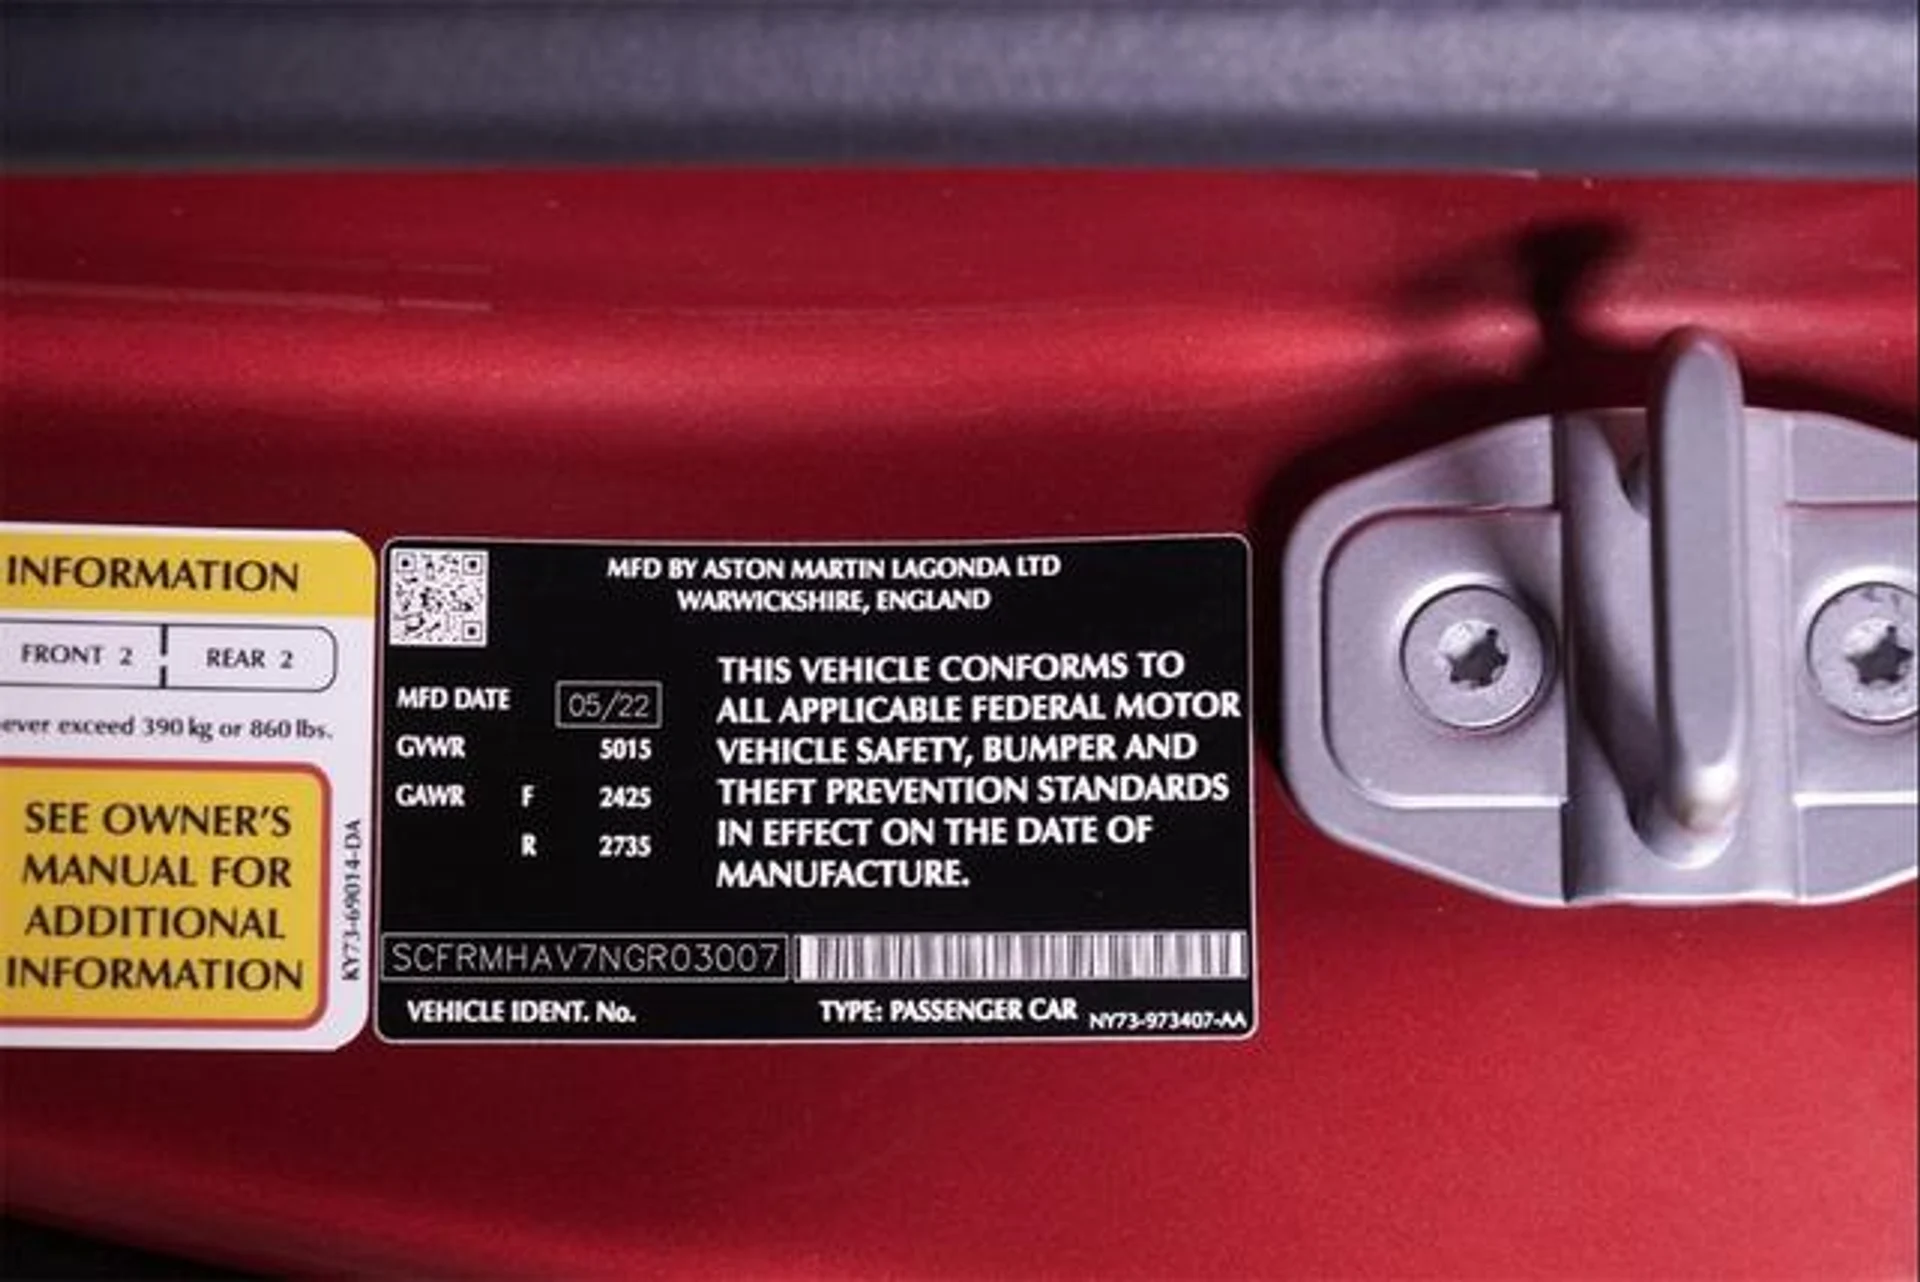 INFORMATION
FRONT 2 REAR 2
ever exceed 390 kg or 860 lbs.
SEE OWNER'S
MANUAL FOR
ADDITIONAL
INFORMATION
KY73-69014-DA
MFD BY ASTON MARTIN LAGONDA LTD
WARWICKSHIRE, ENGLAND
MFD DATE 05/22
GVWR 5015
GAWR F 2425
R 2735
THIS VEHICLE CONFORMS TO
ALL APPLICABLE FEDERAL MOTOR
VEHICLE SAFETY, BUMPER AND
THEFT PREVENTION STANDARDS
IN EFFECT ON THE DATE OF
MANUFACTURE.
SCFRMHAV7NGR03007
VEHICLE IDENT. No.
TYPE: PASSENGER CAR NY73-973407-AA